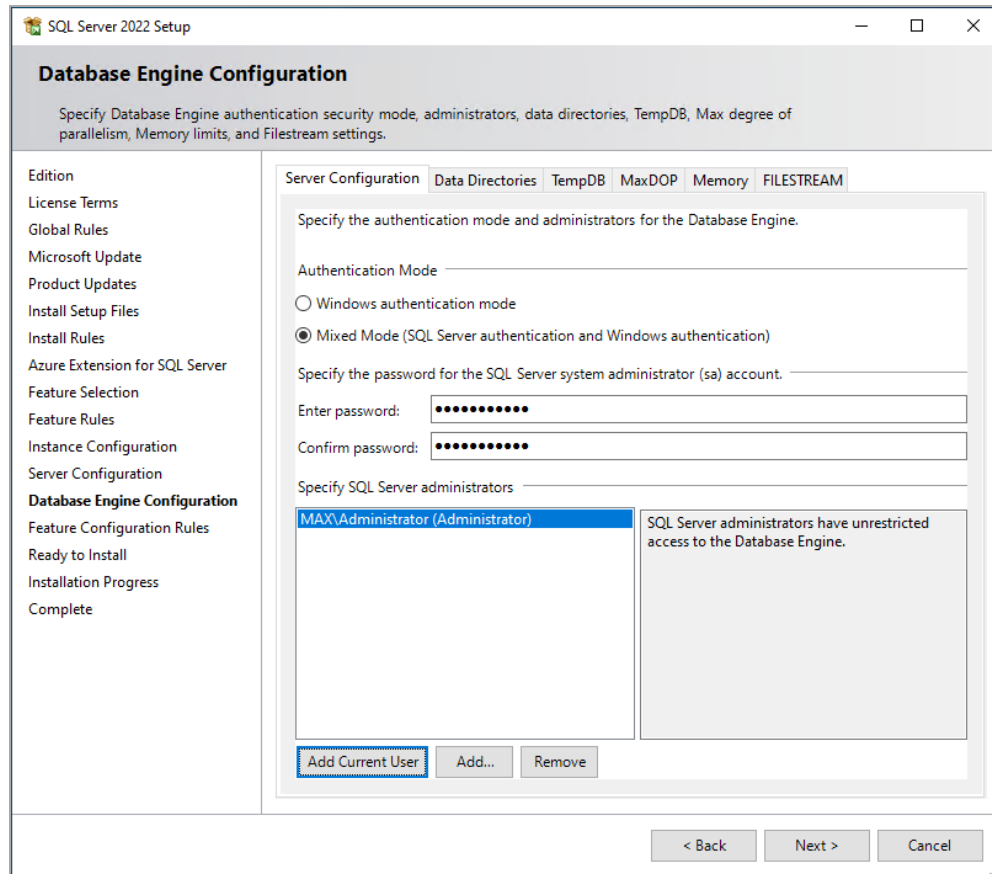 SQL Server 2022 Setup
Database Engine Configuration
Specify Database Engine authentication security mode, administrators, data directories, TempDB, Max degree of
parallelism, Memory limits, and Filestream settings.
Edition
License Terms
Global Rules
Microsoft Update
Product Updates
Install Setup Files
Install Rules
Azure Extension for SQL Server
Feature Selection
Feature Rules
Instance Configuration
Server Configuration
Database Engine Configuration
Feature Configuration Rules
Ready to Install
Installation Progress
Complete
Server Configuration Data Directories TempDB MaxDOP Memory FILESTREAM
Specify the authentication mode and administrators for the Database Engine.
Authentication Mode
Windows authentication mode
Mixed Mode (SQL Server authentication and Windows authentication)
Specify the password for the SQL Server system administrator (sa) account.
Enter password: ●●●●●●●●●●●
Confirm password: ●●●●●●●●●●●
Specify SQL Server administrators
MAX\Administrator (Administrator)
SQL Server administrators have unrestricted
access to the Database Engine.
Add Current User Add... Remove
< Back Next > Cancel